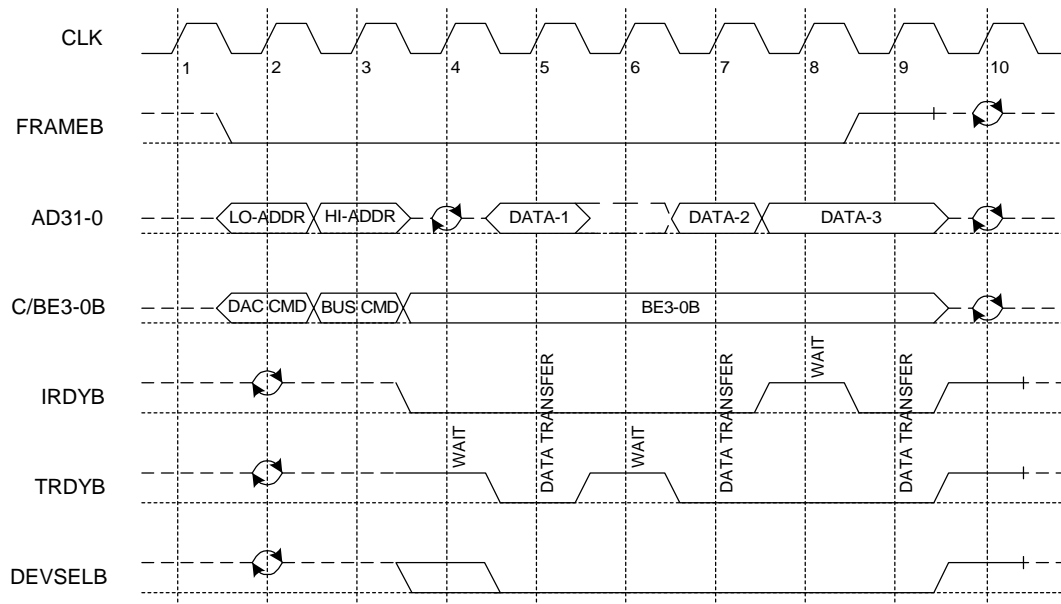 CLK
1 2 3 4 5 6 7 8 9 10
FRAMEB
AD31-0
LO-ADDR HI-ADDR DATA-1 DATA-2 DATA-3
C/BE3-0B
DAC CMD BUS CMD BE3-0B
IRDYB
WAIT
DATA TRANSFER
WAIT
DATA TRANSFER
WAIT
DATA TRANSFER
TRDYB
DEVSELB